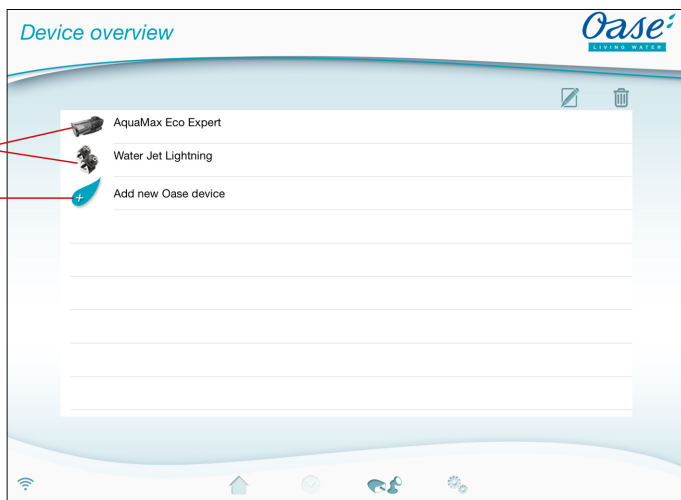 Device overview
Oase
LIVING WATER
AquaMax Eco Expert
Water Jet Lightning
+ Add new Oase device